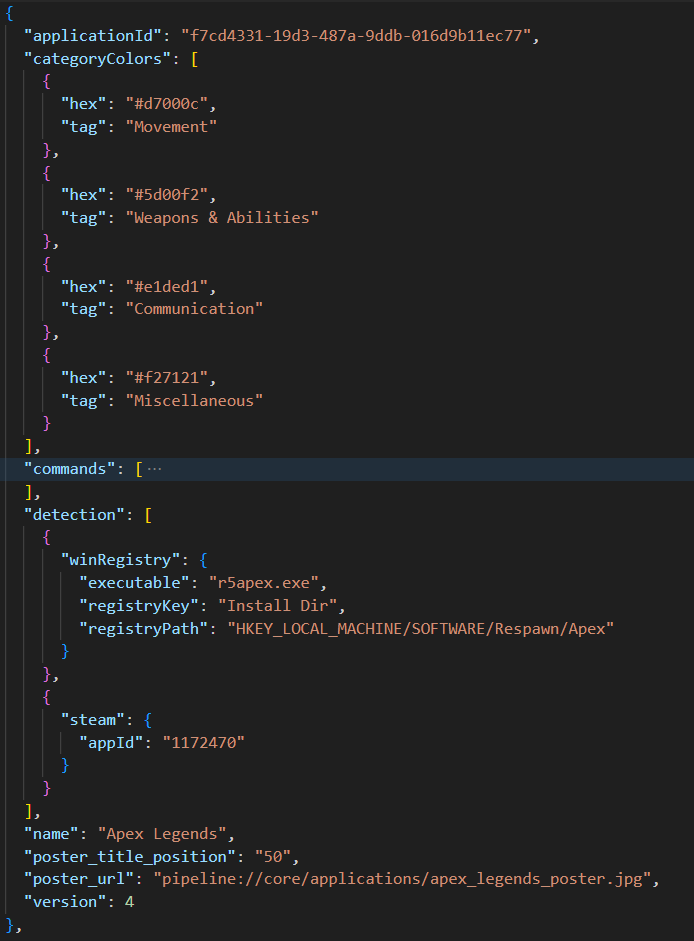 {
"applicationId": "f7cd4331-19d3-487a-9ddb-016d9b11ec77",
"categoryColors": [
{
"hex": "#d7000c",
"tag": "Movement"
},
{
"hex": "#5d00f2",
"tag": "Weapons & Abilities"
},
{
"hex": "#e1ded1",
"tag": "Communication"
},
{
"hex": "#f27121",
"tag": "Miscellaneous"
}
],
"commands": [ ···
],
"detection": [
{
"winRegistry": {
"executable": "r5apex.exe",
"registryKey": "Install Dir",
"registryPath": "HKEY_LOCAL_MACHINE/SOFTWARE/Respawn/Apex"
}
},
{
"steam": {
"appId": "1172470"
}
}
],
"name": "Apex Legends",
"poster_title_position": "50",
"poster_url": "pipeline://core/applications/apex_legends_poster.jpg",
"version": 4
},